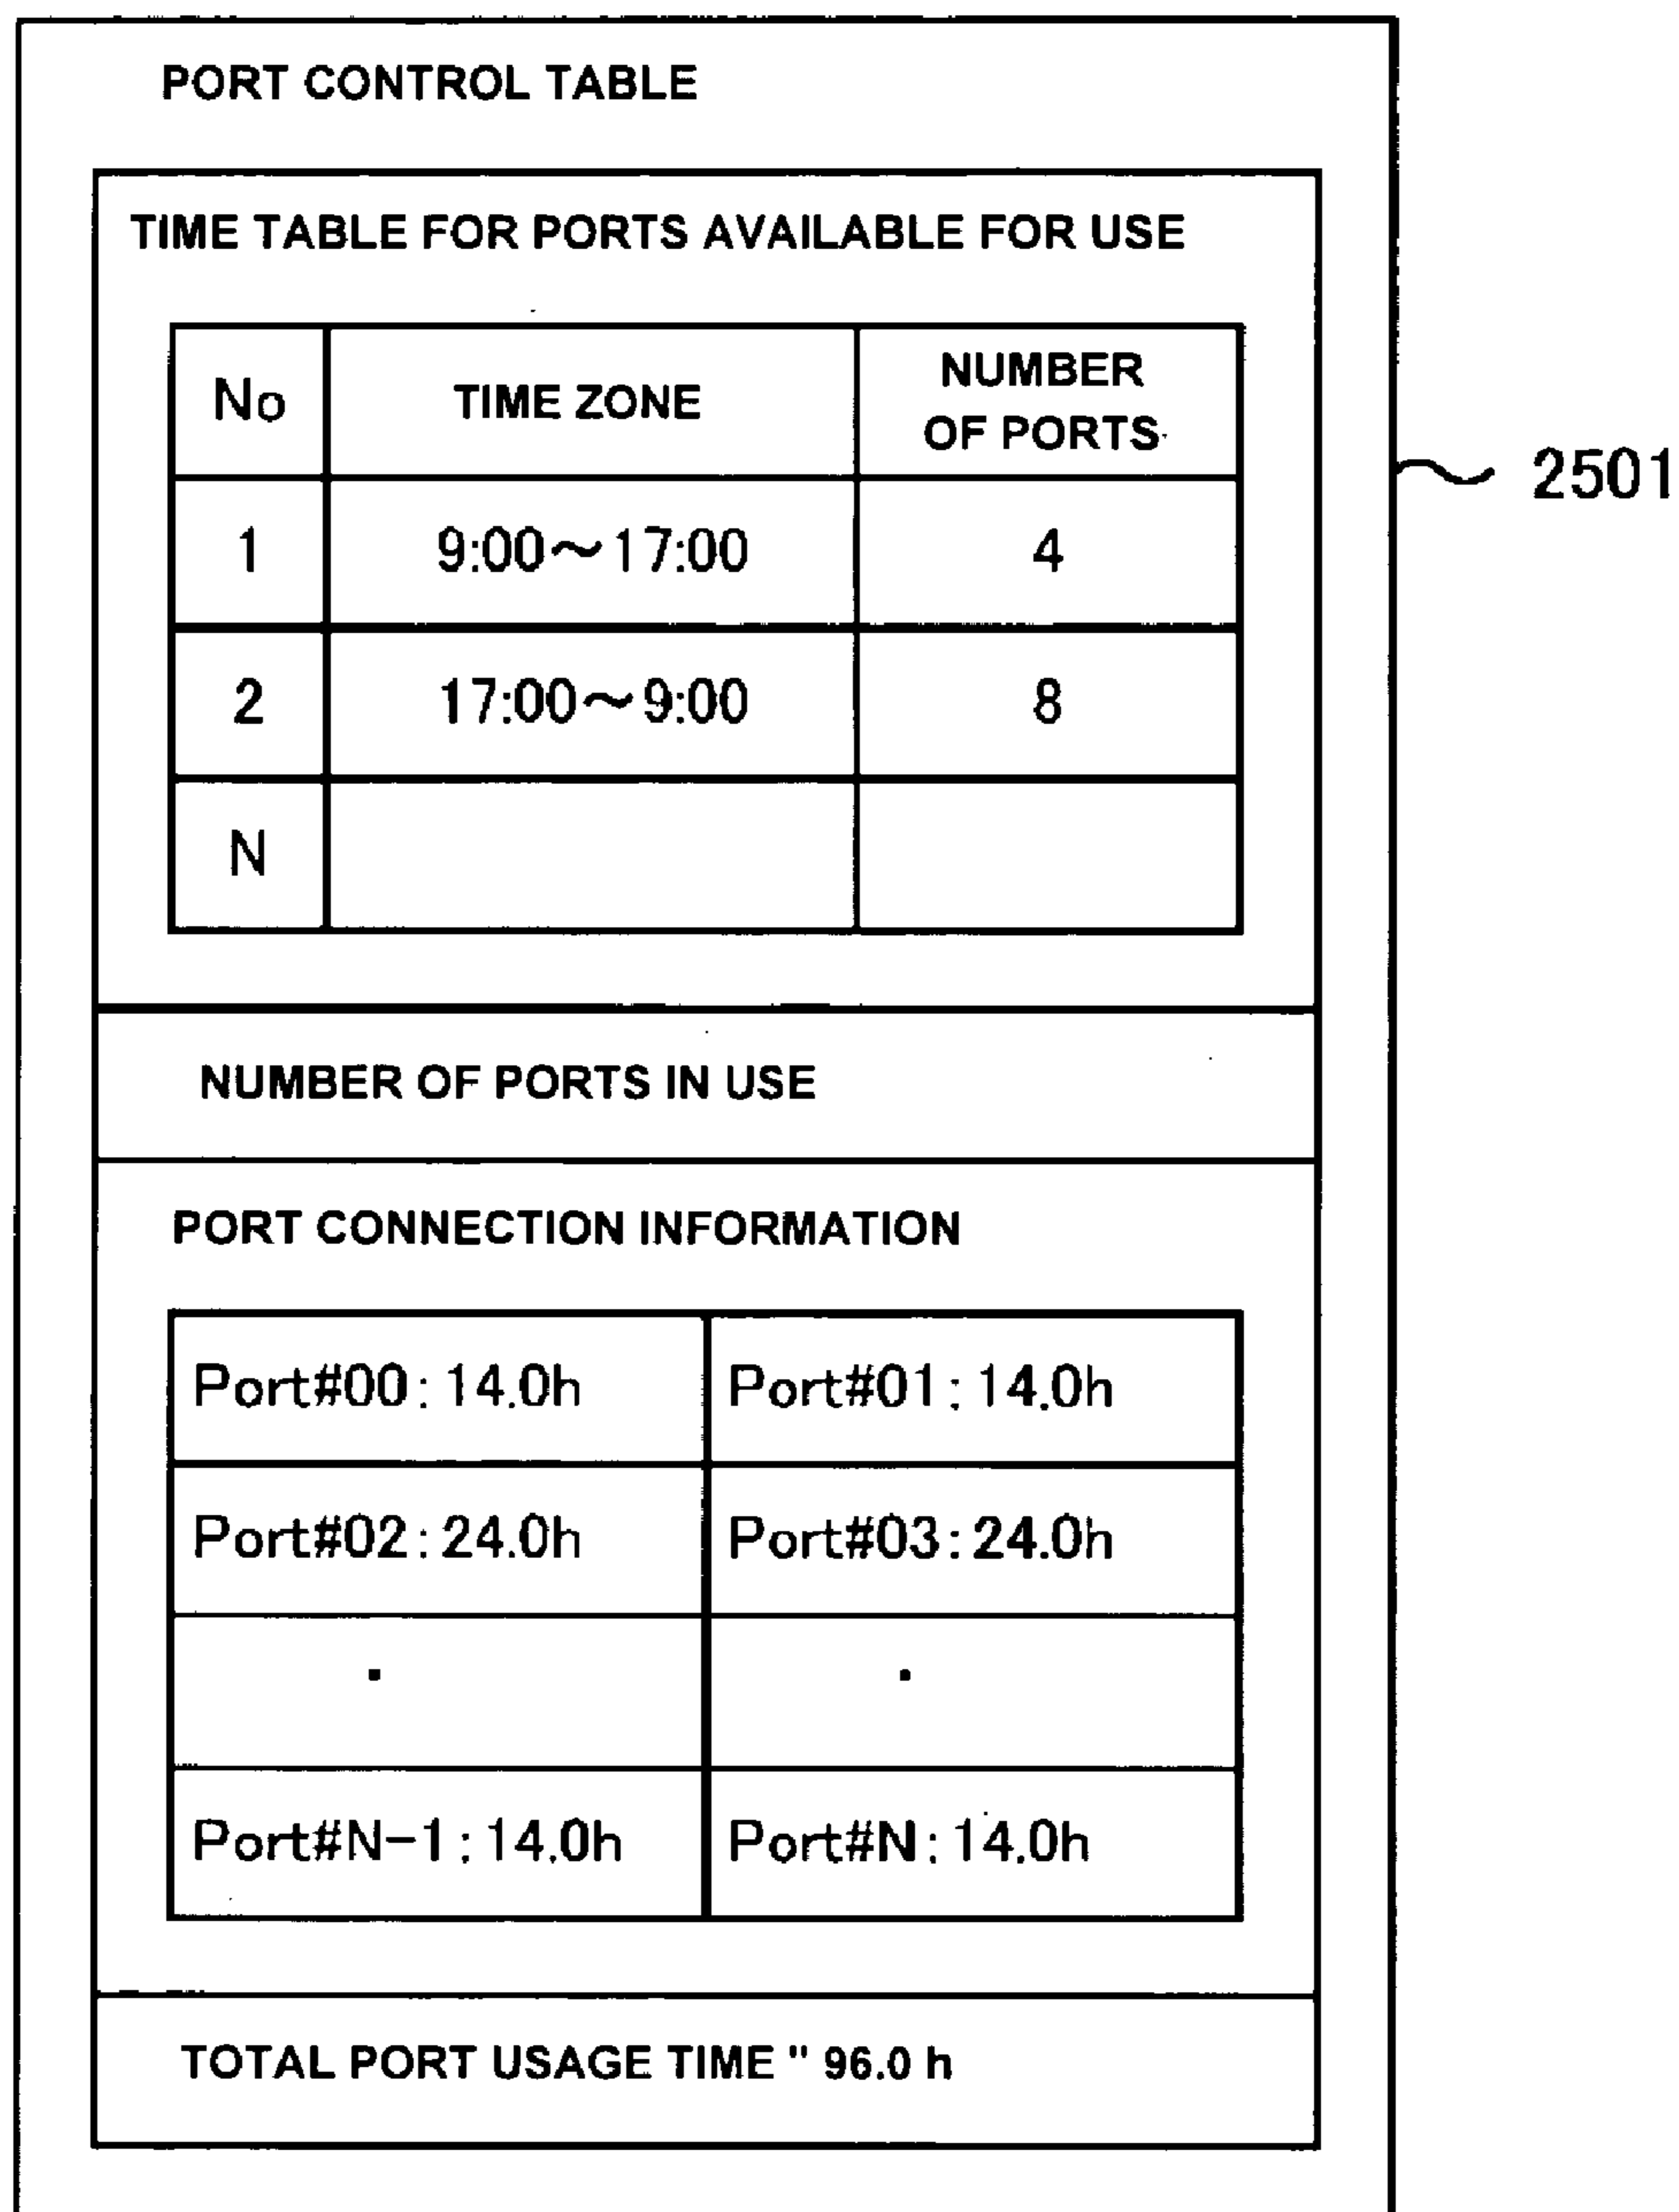 PORT CONTROL TABLE
TIME TABLE FOR PORTS AVAILABLE FOR USE
No TIME ZONE NUMBER OF PORTS
1 9:00～17:00 4
2 17:00～9:00 8
N
2501
NUMBER OF PORTS IN USE
PORT CONNECTION INFORMATION
Port#00:14.0h Port#01:14.0h
Port#02:24.0h Port#03:24.0h
Port#N-1:14.0h Port#N:14.0h
TOTAL PORT USAGE TIME " 96.0 h